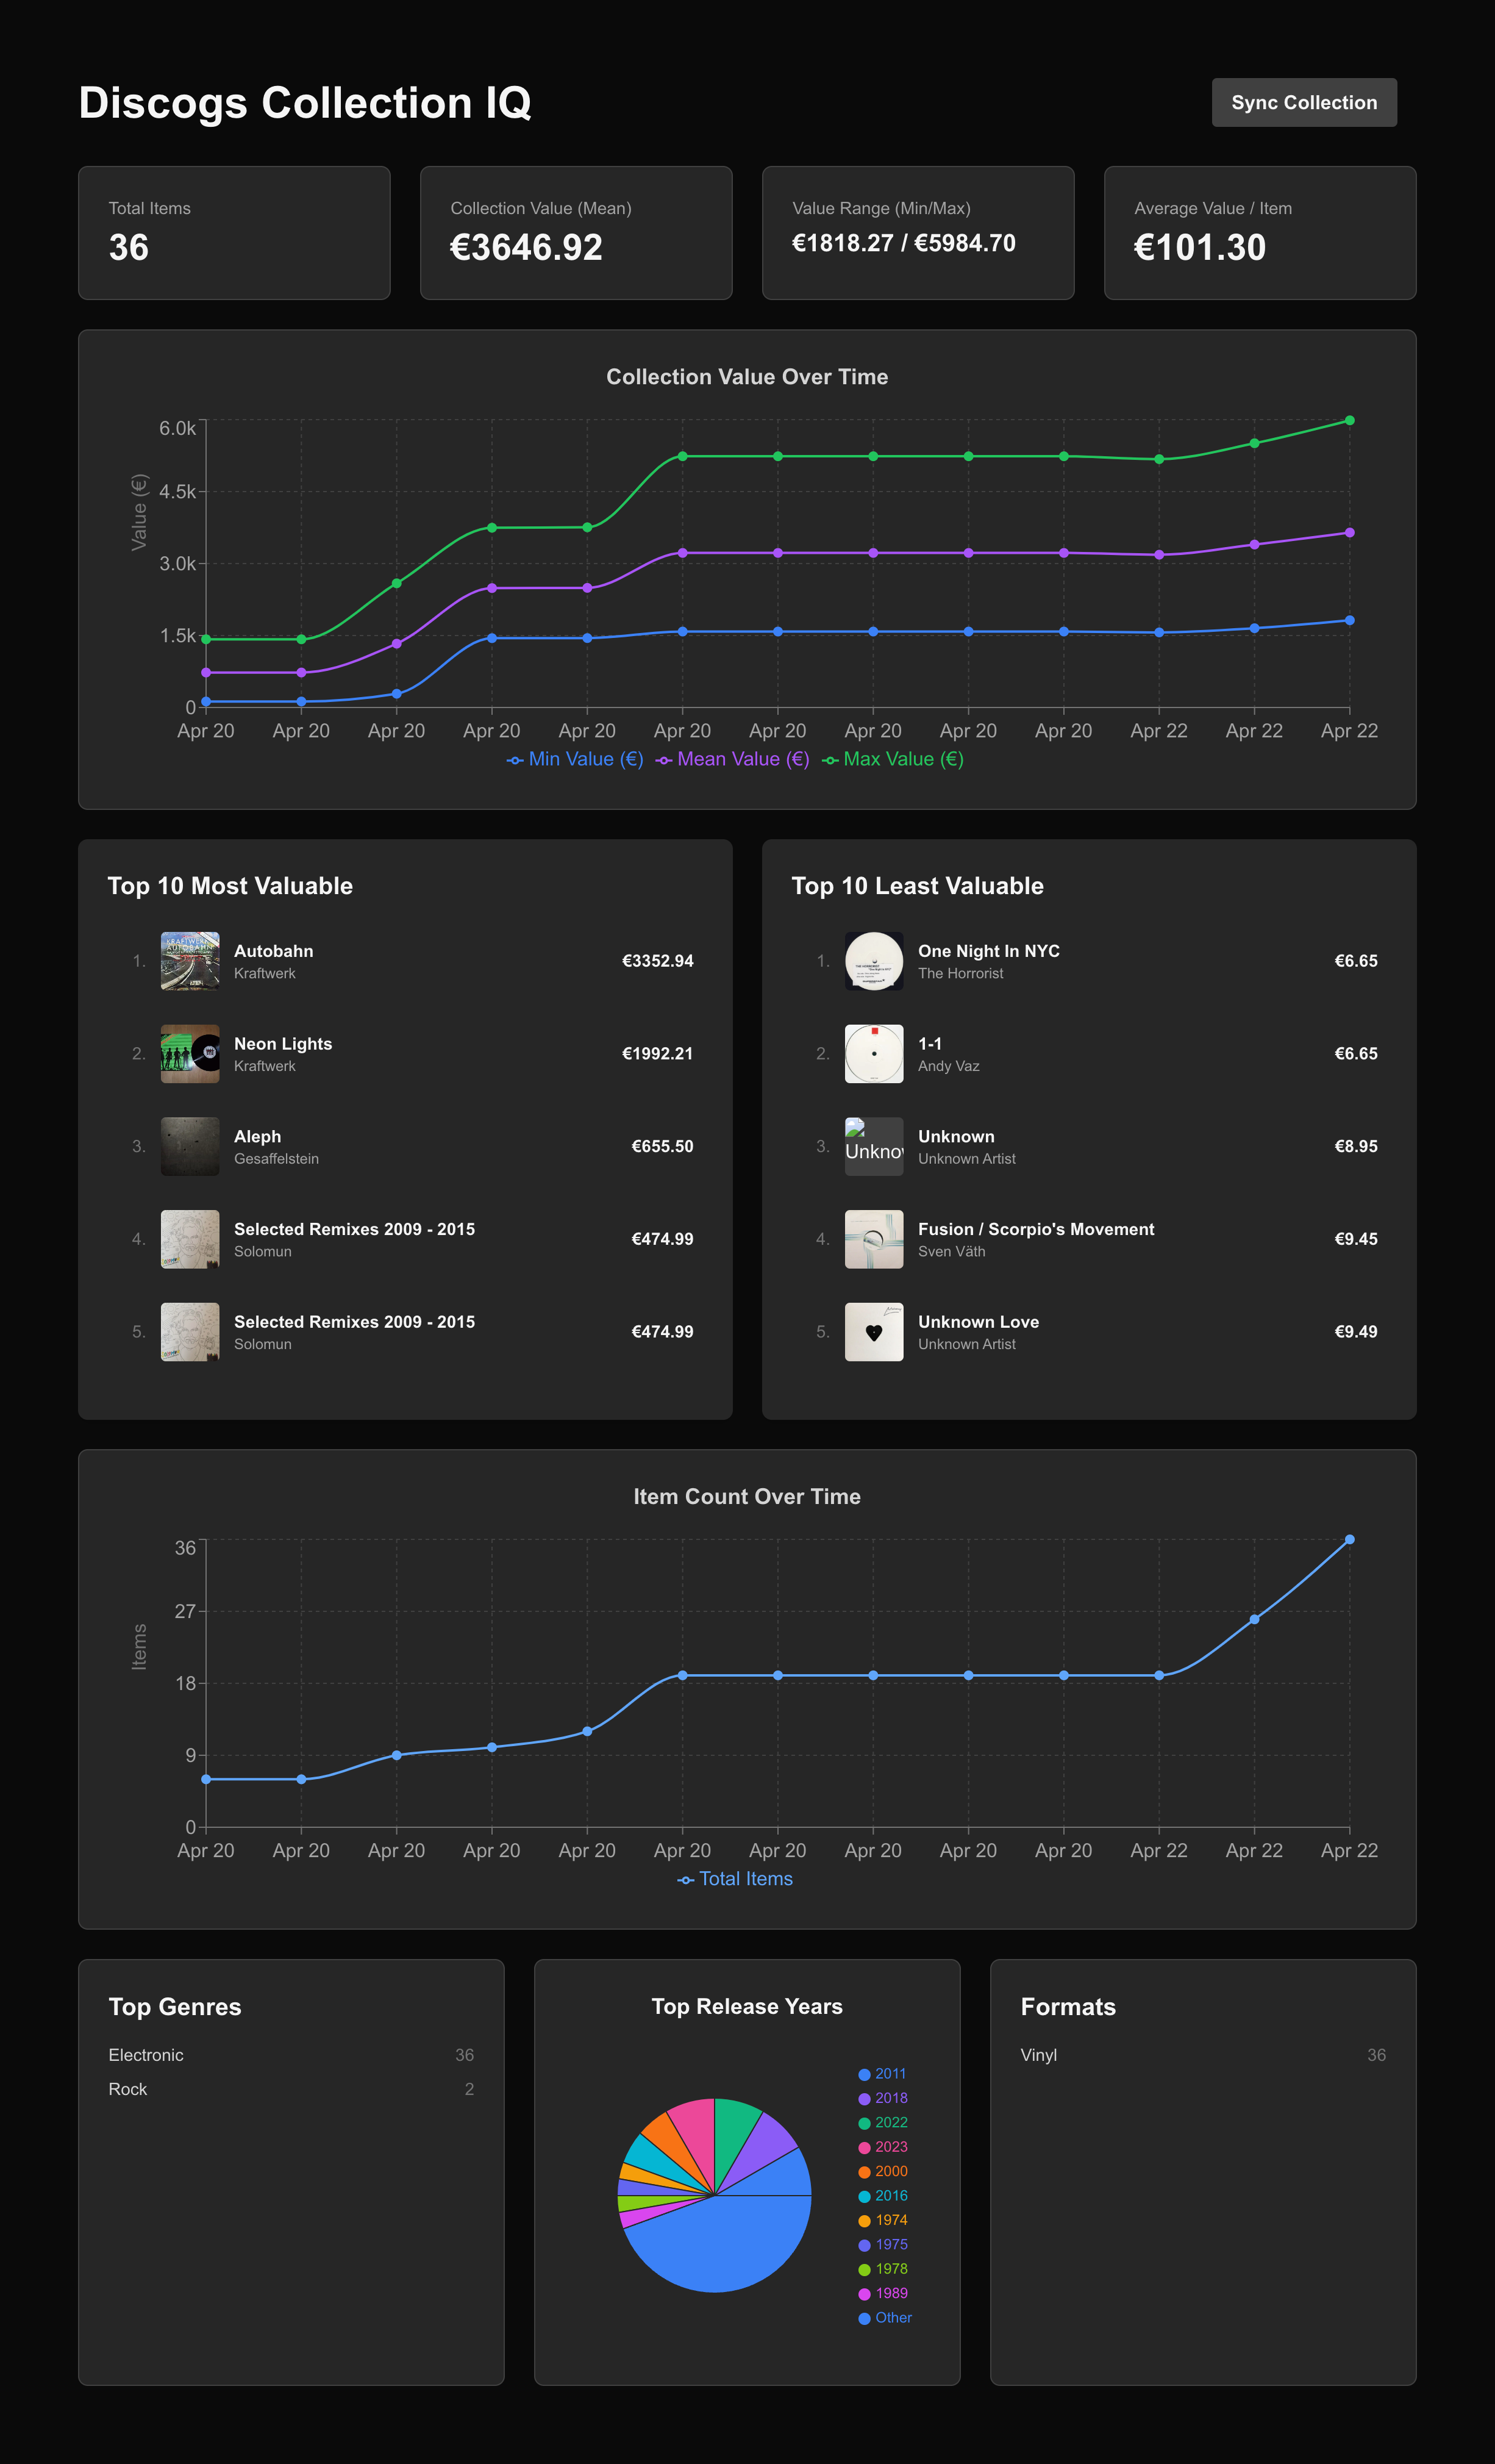 Discogs Collection IQ
Sync Collection
Total Items
36
Collection Value (Mean)
€3646.92
Value Range (Min/Max)
€1818.27 / €5984.70
Average Value / Item
€101.30
Collection Value Over Time
Value (€)
6.0k
4.5k
3.0k
1.5k
0
Apr 20 Apr 20 Apr 20 Apr 20 Apr 20 Apr 20 Apr 20 Apr 20 Apr 20 Apr 20 Apr 22 Apr 22 Apr 22
Min Value (€) Mean Value (€) Max Value (€)
Top 10 Most Valuable
1.
KRAFTWERK
AUTOBAHN
Autobahn
Kraftwerk
€3352.94
2.
Neon Lights
Kraftwerk
€1992.21
3.
Aleph
Gesaffelstein
€655.50
4.
Selected Remixes 2009 - 2015
Solomun
€474.99
5.
Selected Remixes 2009 - 2015
Solomun
€474.99
Top 10 Least Valuable
1.
One Night In NYC
The Horrorist
€6.65
2.
1-1
Andy Vaz
€6.65
3.
Unkno
Unknown
Unknown Artist
€8.95
4.
Fusion / Scorpio's Movement
Sven Väth
€9.45
5.
Unknown Love
Unknown Artist
€9.49
Item Count Over Time
Items
36
27
18
9
0
Apr 20 Apr 20 Apr 20 Apr 20 Apr 20 Apr 20 Apr 20 Apr 20 Apr 20 Apr 20 Apr 22 Apr 22 Apr 22
Total Items
Top Genres
Electronic 36
Rock 2
Top Release Years
2011
2018
2022
2023
2000
2016
1974
1975
1978
1989
Other
Formats
Vinyl 36